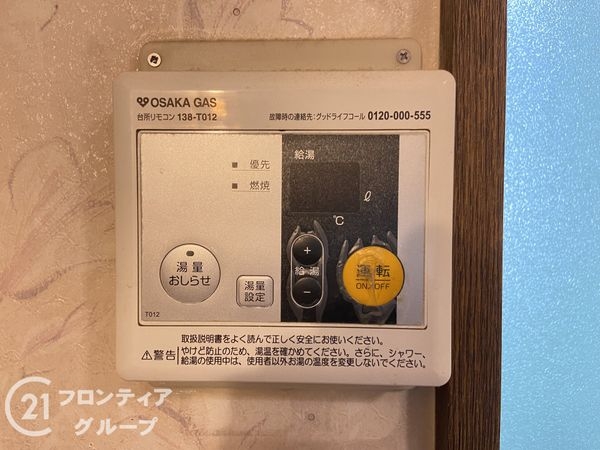 OSAKA GAS
台所リモコン 138-T012
故障時の連絡先:グッドライフコール 0120-000-555
優先
燃焼
給湯
ℓ
℃
+
給湯
−
湯量
おしらせ
湯量
設定
運転
ON/OFF
T012
取扱説明書をよく読んで正しく安全にお使いください。
⚠警告
やけど防止のため、湯温を確かめてください。さらに、シャワー、
給湯の使用中は、使用者以外お湯の温度を変更しないでください。
C21 フロンティア
グループ